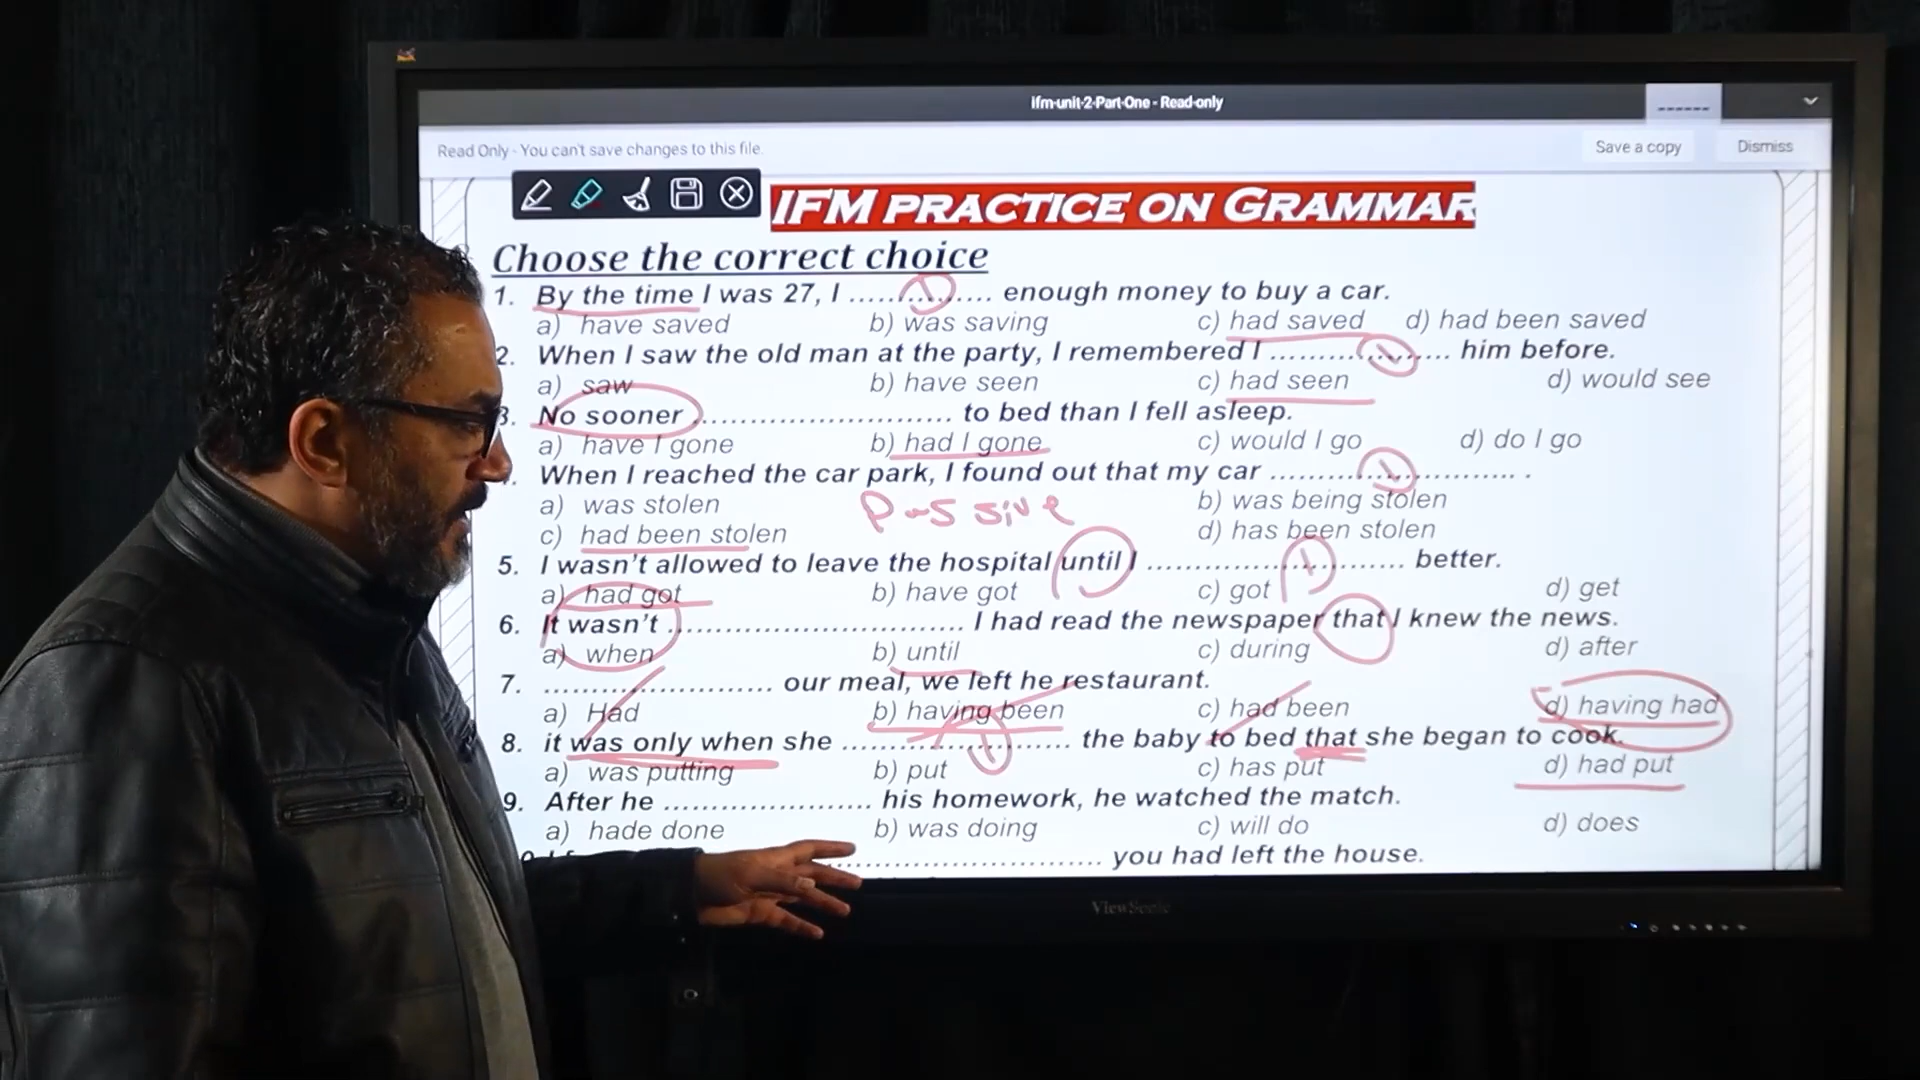 ifm-unit-2-Part-One - Read-only
Read Only - You can't save changes to this file.
Save a copy
Dismiss
IFM PRACTICE ON GRAMMAR
Choose the correct choice
1. By the time I was 27, I .................. enough money to buy a car.
a) have saved b) was saving c) had saved d) had been saved
2. When I saw the old man at the party, I remembered I .................. him before.
a) saw b) have seen c) had seen d) would see
3. No sooner .......................... to bed than I fell asleep.
a) have I gone b) had I gone c) would I go d) do I go
When I reached the car park, I found out that my car .......................... .
a) was stolen b) was being stolen
Passive
c) had been stolen d) has been stolen
5. I wasn't allowed to leave the hospital until I .......................... better.
a) had got b) have got c) got d) get
6. It wasn't .............................. I had read the newspaper that I knew the news.
a) when b) until c) during d) after
7. ........................ our meal, we left he restaurant.
a) Had b) having been c) had been d) having had
8. it was only when she ........................ the baby to bed that she began to cook.
a) was putting b) put c) has put d) had put
9. After he ...................... his homework, he watched the match.
a) hade done b) was doing c) will do d) does
............................ you had left the house.
ViewSonic